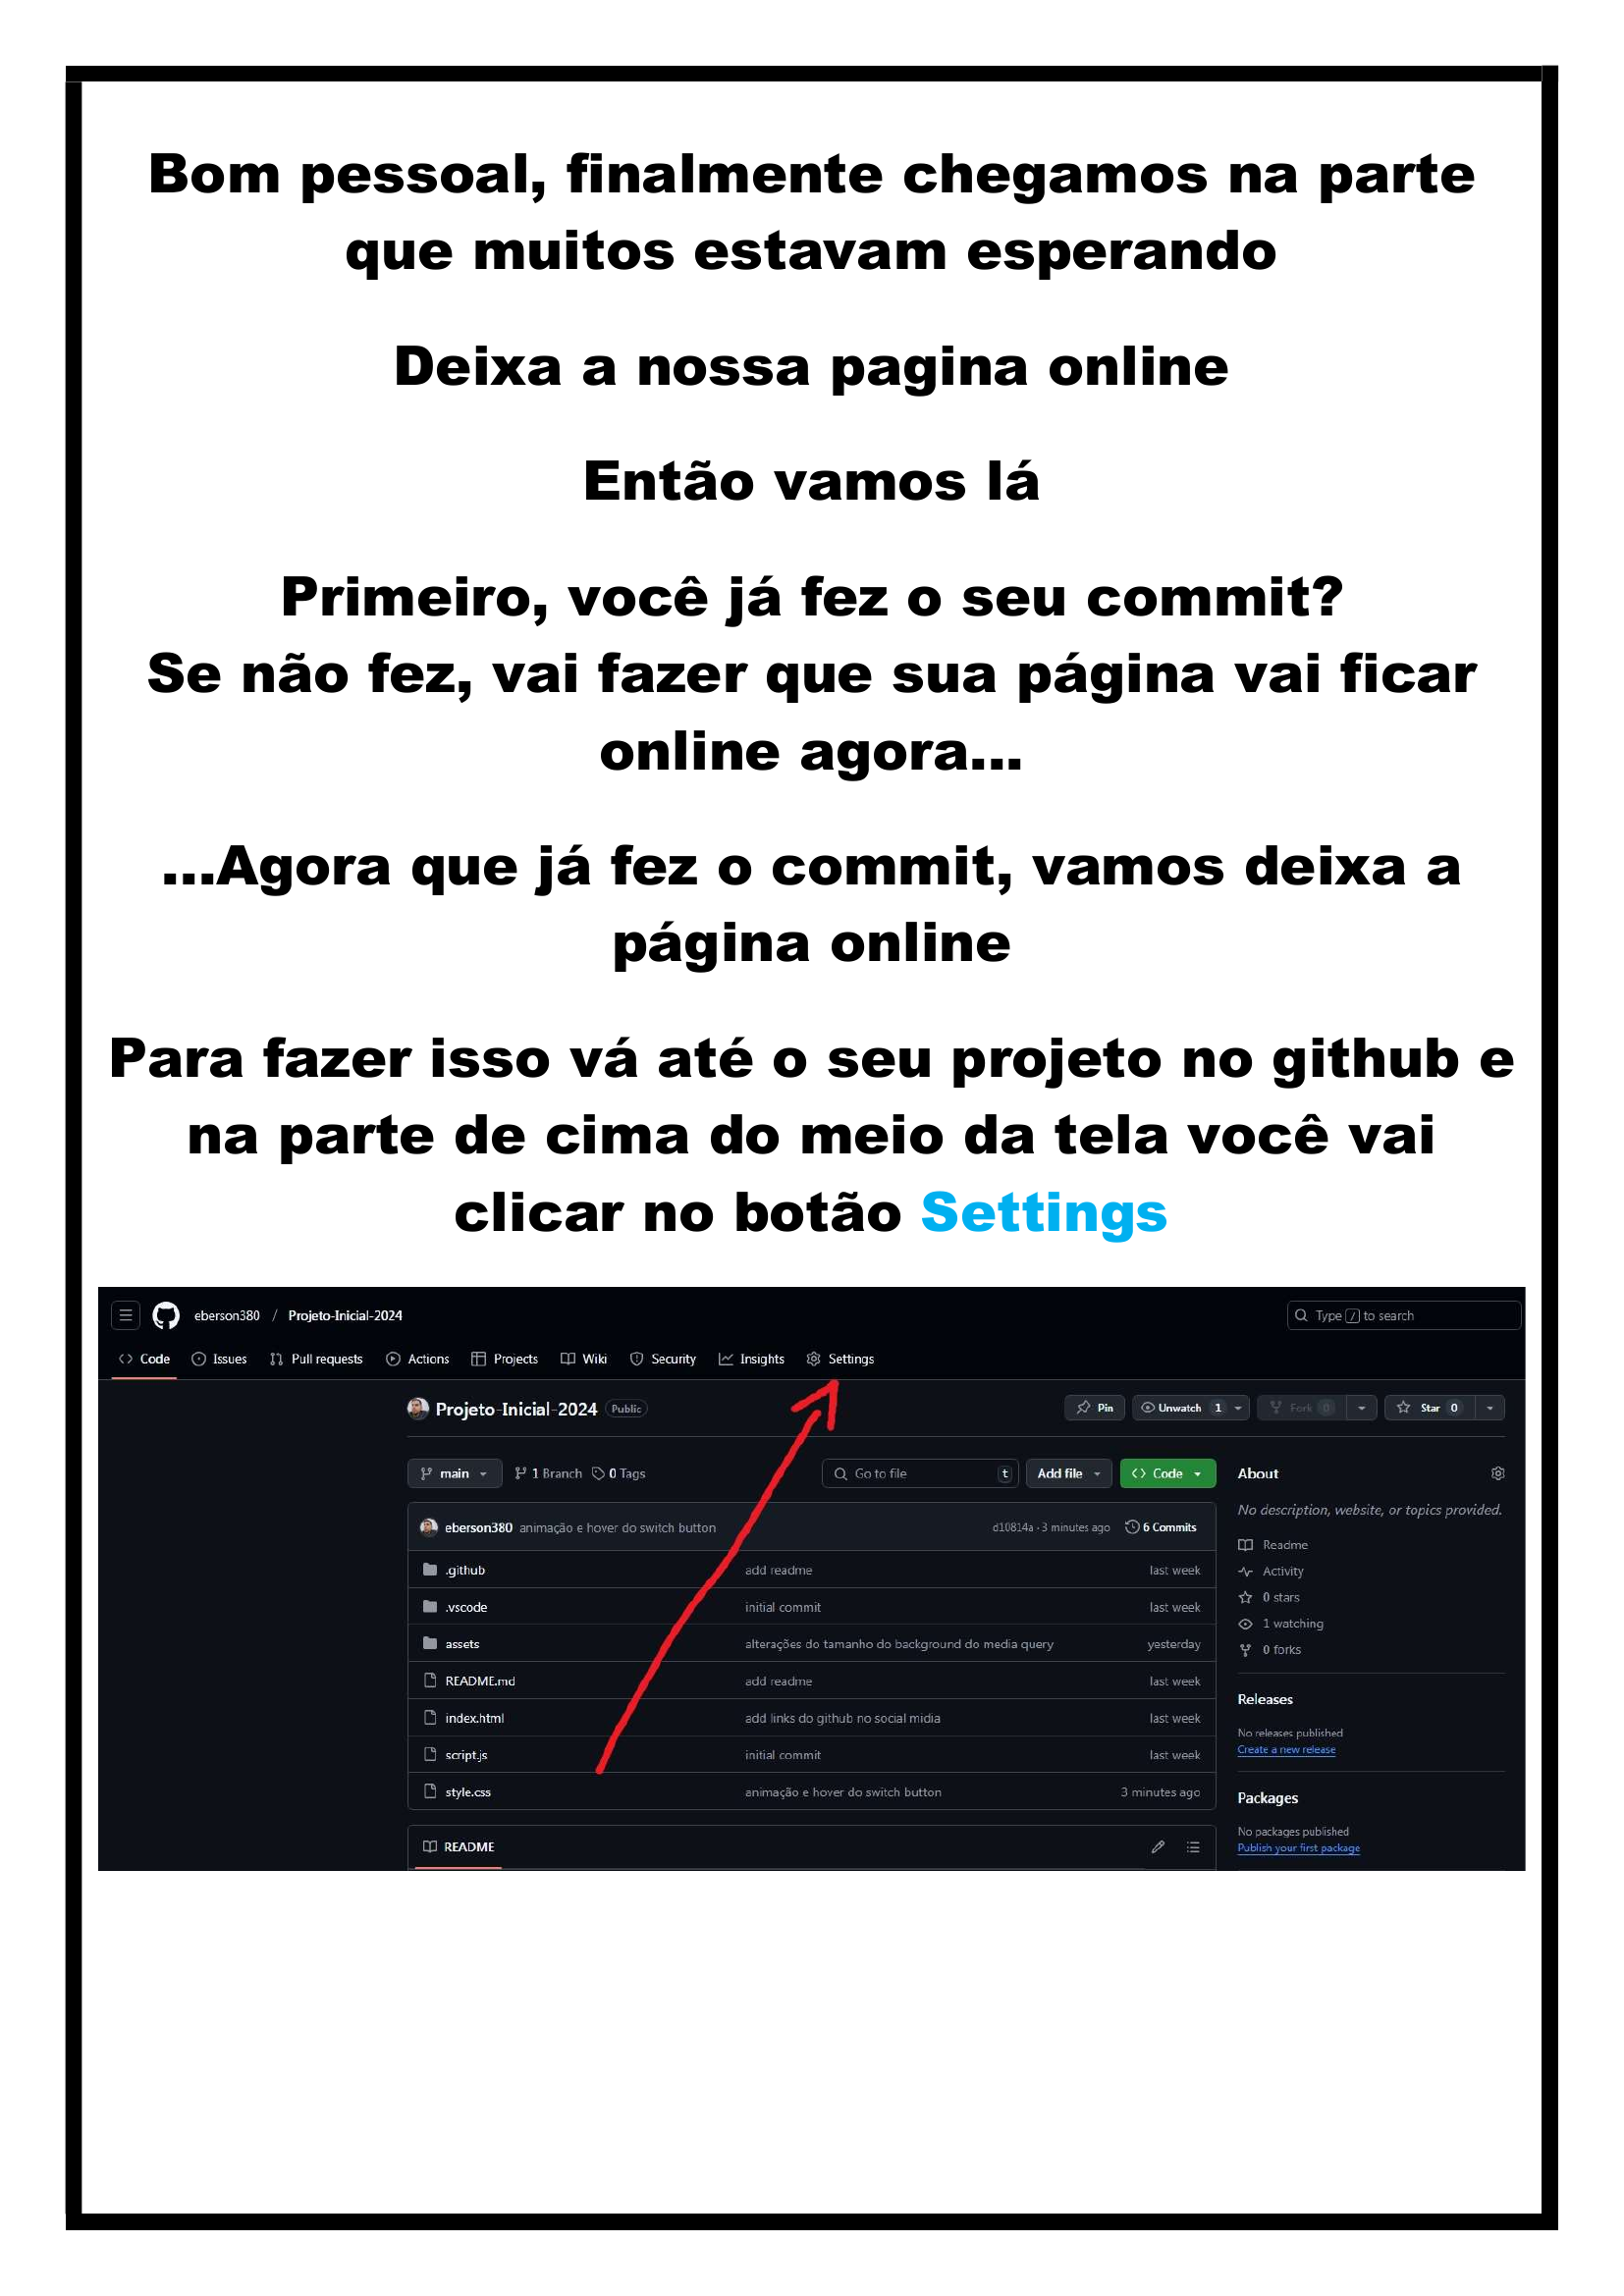 Bom pessoal, finalmente chegamos na parte
que muitos estavam esperando
Deixa a nossa pagina online
Então vamos lá
Primeiro, você já fez o seu commit?
Se não fez, vai fazer que sua página vai ficar
online agora...
...Agora que já fez o commit, vamos deixa a
página online
Para fazer isso vá até o seu projeto no github e
na parte de cima do meio da tela você vai
clicar no botão Settings
eberson380 / Projeto-Inicial-2024 Type / to search
Code Issues Pull requests Actions Projects Wiki Security Insights Settings
Projeto-Inicial-2024 Public Pin Unwatch 1 Fork 0 Star 0
main 1 Branch 0 Tags Go to file t Add file Code About
No description, website, or topics provided.
eberson380 animação e hover do switch button d10814a · 3 minutes ago 6 Commits
Readme
.github add readme last week
Activity
0 stars
.vscode initial commit last week
1 watching
assets alterações do tamanho do background do media query yesterday
0 forks
README.md add readme last week
Releases
index.html add links do github no social midia last week
No releases published
Create a new release
script.js initial commit last week
style.css animação e hover do switch button 3 minutes ago
Packages
No packages published
README
Publish your first package